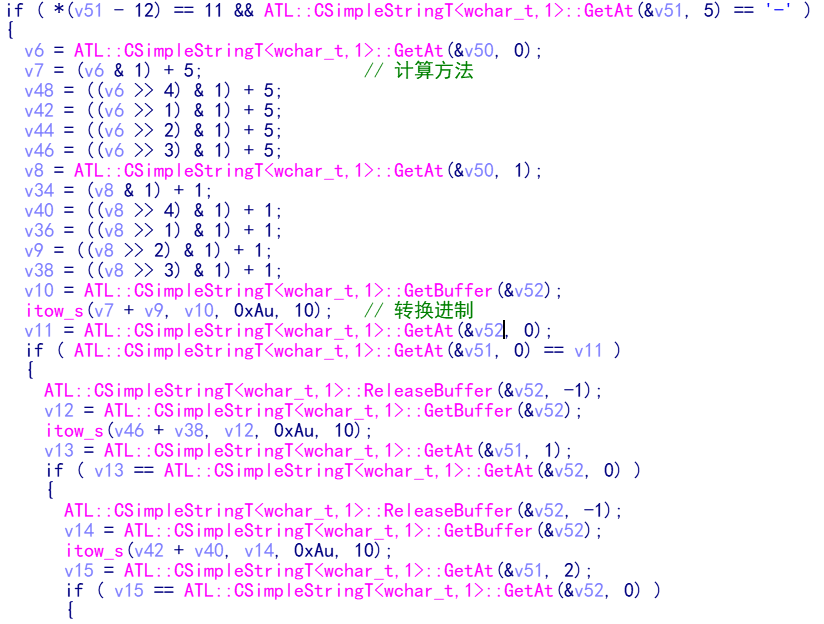 if ( *(v51 - 12) == 11 && ATL::CSimpleStringT<wchar_t,1>::GetAt(&v51, 5) == '-' )
{
v6 = ATL::CSimpleStringT<wchar_t,1>::GetAt(&v50, 0);
v7 = (v6 & 1) + 5; // 计算方法
v48 = ((v6 >> 4) & 1) + 5;
v42 = ((v6 >> 1) & 1) + 5;
v44 = ((v6 >> 2) & 1) + 5;
v46 = ((v6 >> 3) & 1) + 5;
v8 = ATL::CSimpleStringT<wchar_t,1>::GetAt(&v50, 1);
v34 = (v8 & 1) + 1;
v40 = ((v8 >> 4) & 1) + 1;
v36 = ((v8 >> 1) & 1) + 1;
v9 = ((v8 >> 2) & 1) + 1;
v38 = ((v8 >> 3) & 1) + 1;
v10 = ATL::CSimpleStringT<wchar_t,1>::GetBuffer(&v52);
itow_s(v7 + v9, v10, 0xAu, 10); // 转换进制
v11 = ATL::CSimpleStringT<wchar_t,1>::GetAt(&v52, 0);
if ( ATL::CSimpleStringT<wchar_t,1>::GetAt(&v51, 0) == v11 )
{
ATL::CSimpleStringT<wchar_t,1>::ReleaseBuffer(&v52, -1);
v12 = ATL::CSimpleStringT<wchar_t,1>::GetBuffer(&v52);
itow_s(v46 + v38, v12, 0xAu, 10);
v13 = ATL::CSimpleStringT<wchar_t,1>::GetAt(&v51, 1);
if ( v13 == ATL::CSimpleStringT<wchar_t,1>::GetAt(&v52, 0) )
{
ATL::CSimpleStringT<wchar_t,1>::ReleaseBuffer(&v52, -1);
v14 = ATL::CSimpleStringT<wchar_t,1>::GetBuffer(&v52);
itow_s(v42 + v40, v14, 0xAu, 10);
v15 = ATL::CSimpleStringT<wchar_t,1>::GetAt(&v51, 2);
if ( v15 == ATL::CSimpleStringT<wchar_t,1>::GetAt(&v52, 0) )
{